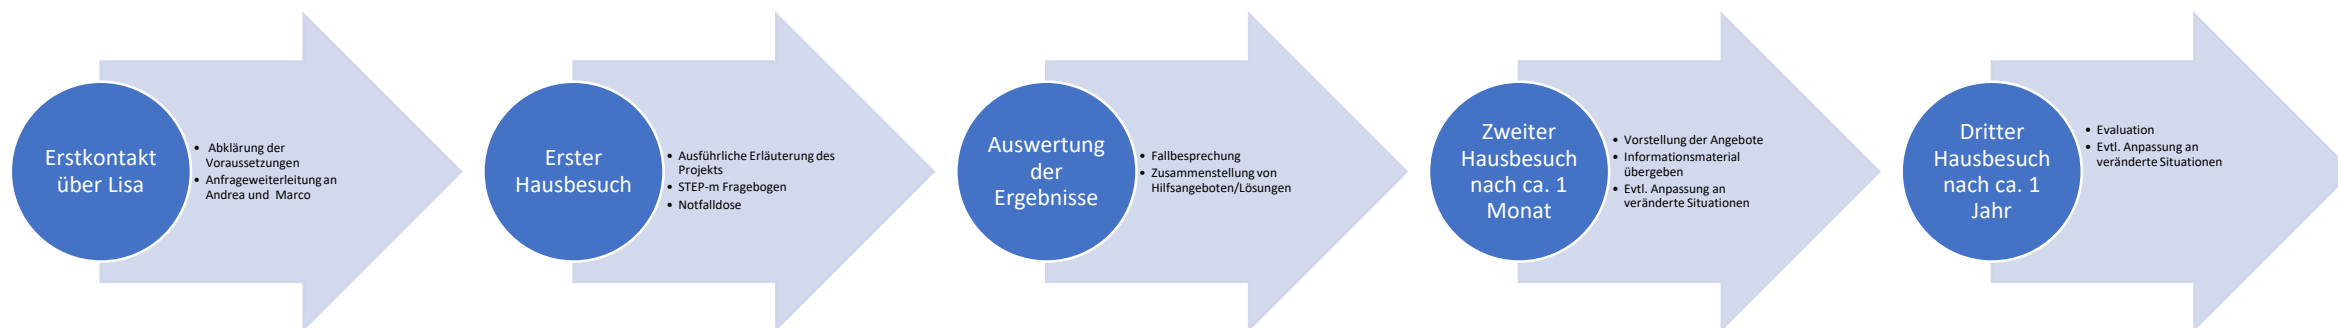 Erstkontakt
über Lisa
• Abklärung der
Voraussetzungen
• Anfrageweiterleitung an
Andrea und Marco
Erster
Hausbesuch
• Ausführliche Erläuterung des
Projekts
• STEP-m Fragebogen
• Notfalldose
Auswertung
der
Ergebnisse
• Fallbesprechung
• Zusammenstellung von
Hilfsangeboten/Lösungen
Zweiter
Hausbesuch
nach ca. 1
Monat
• Vorstellung der Angebote
• Informationsmaterial
übergeben
• Evtl. Anpassung an
veränderte Situationen
Dritter
Hausbesuch
nach ca. 1
Jahr
• Evaluation
• Evtl. Anpassung an
veränderte Situationen